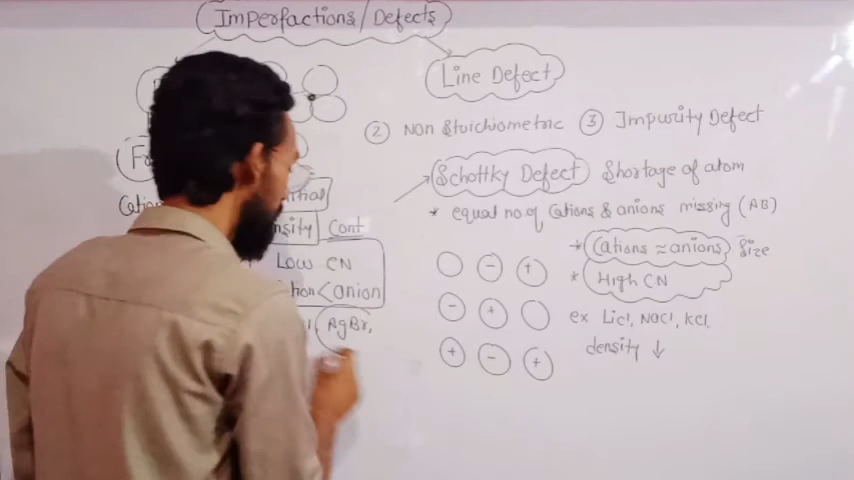 Imperfactions/Defects
Line Defect
② Non Stoichiometric ③ Impurity Defect
Schottky Defect Shortage of atom
* equal no of Cations & anions missing (AB)
Cont
→ Cations ≈ anions Size
Low CN
* High CN
< anion
AgBr,
ex LiCl, NaCl, KCl,
density ↓
- +
- +
+ - +